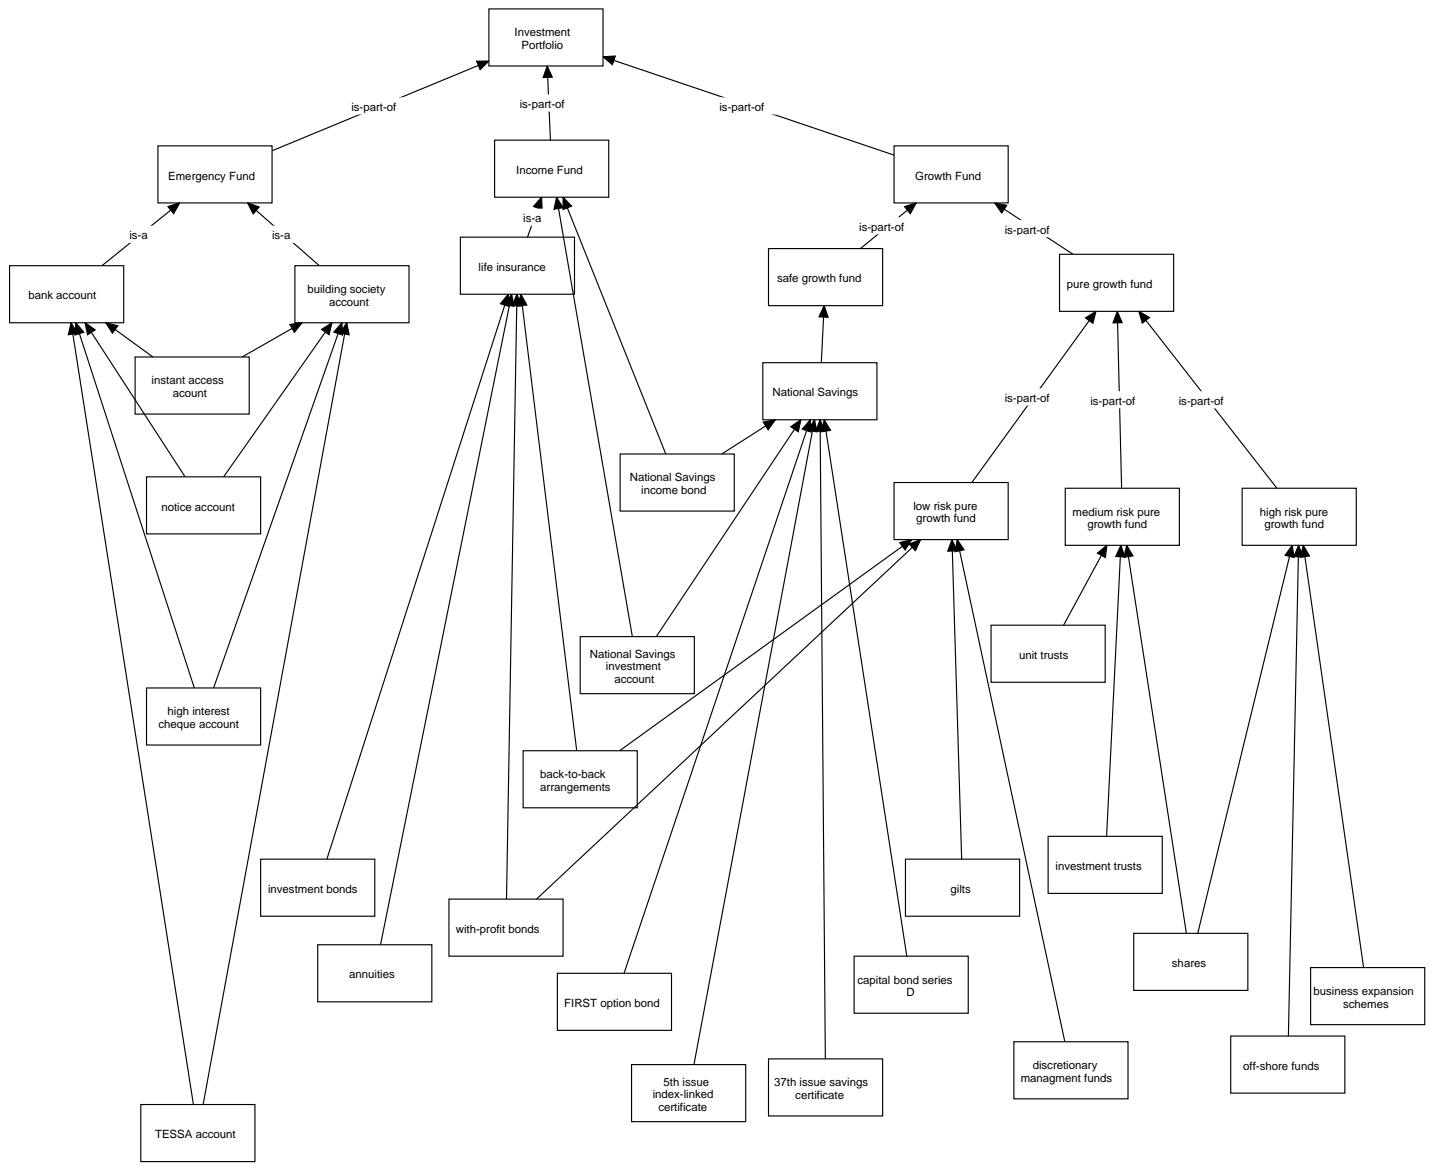 Investment
Portfolio
is-part-of
is-part-of
is-part-of
Emergency Fund
Income Fund
Growth Fund
is-a
is-a
is-a
is-part-of
is-part-of
bank account
building society
account
life insurance
safe growth fund
pure growth fund
instant access
acount
National Savings
is-part-of
is-part-of
is-part-of
notice account
National Savings
income bond
low risk pure
growth fund
medium risk pure
growth fund
high risk pure
growth fund
National Savings
investment
account
unit trusts
high interest
cheque account
back-to-back
arrangements
investment bonds
with-profit bonds
gilts
investment trusts
annuities
FIRST option bond
capital bond series
D
shares
business expansion
schemes
5th issue
index-linked
certificate
37th issue savings
certificate
discretionary
managment funds
off-shore funds
TESSA account